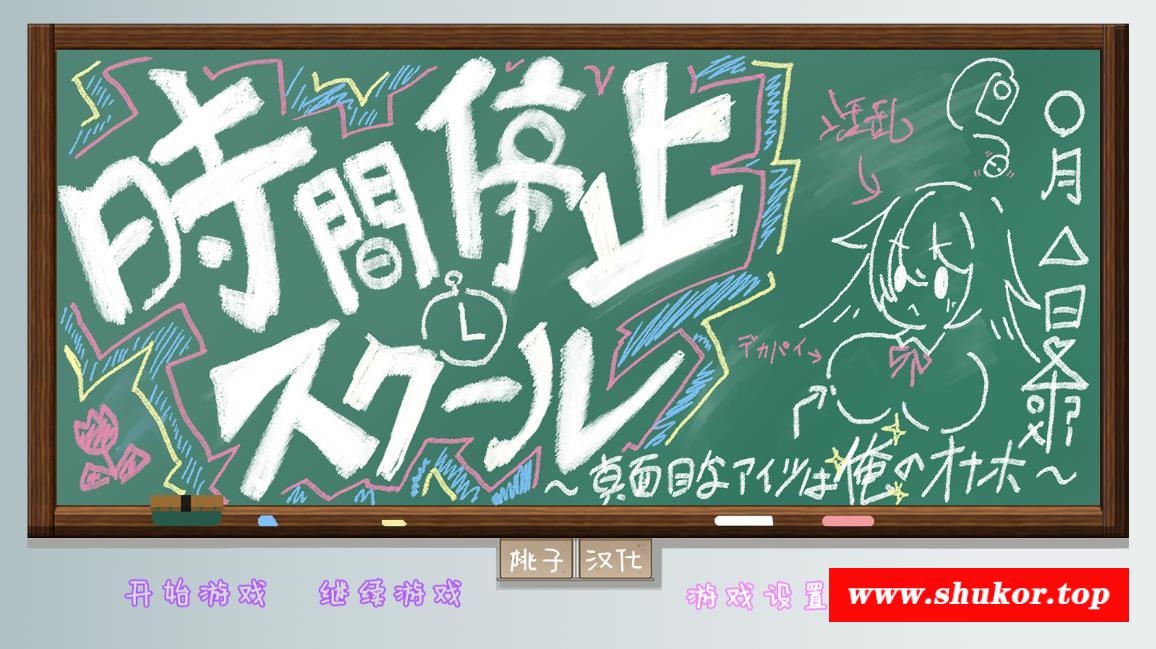 時間停止
スクール
～真面目なアイツは俺のオナホ～
淫乱
デカパイ
○月△日
桃子 汉化
开始游戏 继续游戏 游戏设置
www.shukor.top